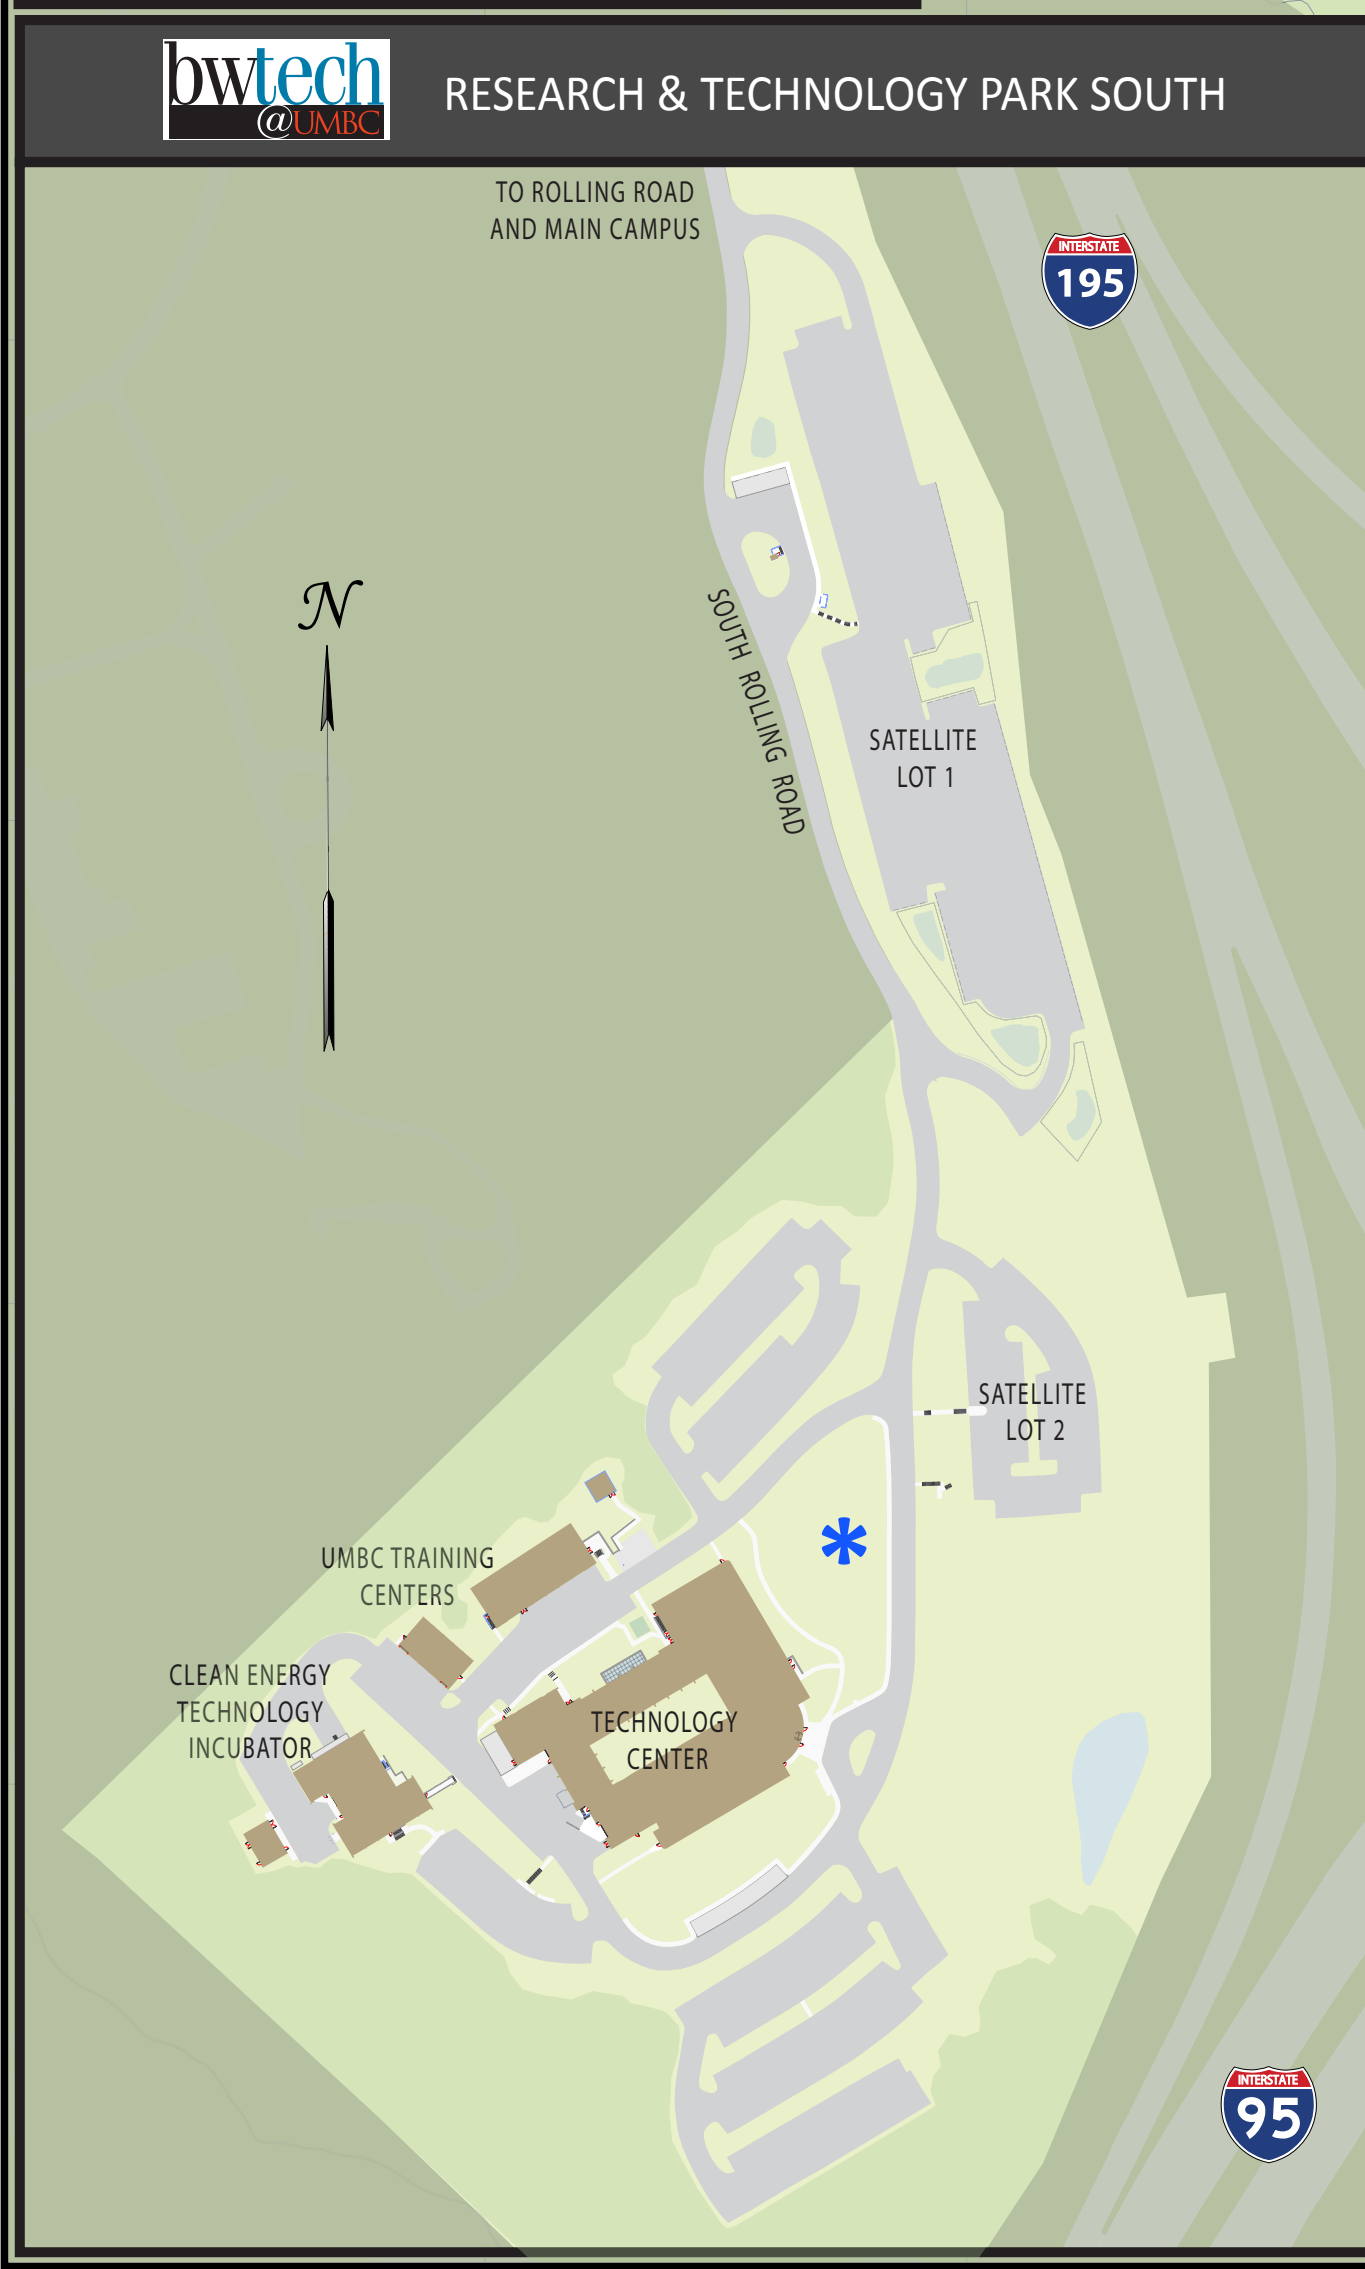 bwtech
@UMBC
RESEARCH & TECHNOLOGY PARK SOUTH
TO ROLLING ROAD
AND MAIN CAMPUS
INTERSTATE
195
N
SOUTH ROLLING ROAD
SATELLITE
LOT 1
SATELLITE
LOT 2
UMBC TRAINING
CENTERS
CLEAN ENERGY
TECHNOLOGY
INCUBATOR
TECHNOLOGY
CENTER
INTERSTATE
95